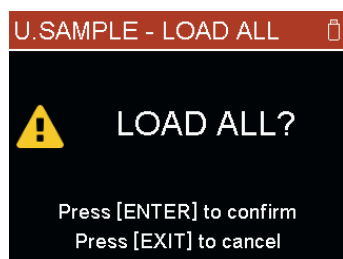 U.SAMPLE - LOAD ALL
LOAD ALL?
Press [ENTER] to confirm
Press [EXIT] to cancel